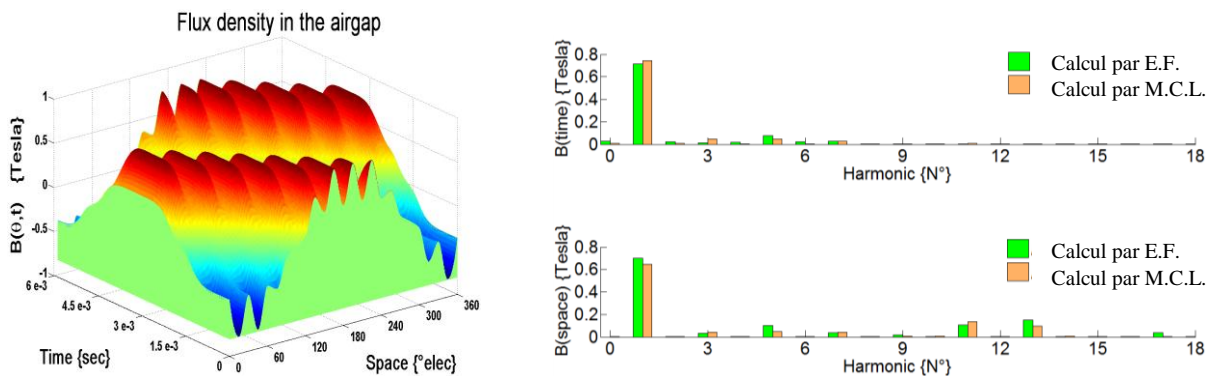 Flux density in the airgap
B(θ,t) {Tesla}
1
0.5
0
-0.5
-1
6 e-3
4.5 e-3
3 e-3
1.5 e-3
0
Time {sec}
0
60
120
180
240
300
360
Space {°elec}
B(time) {Tesla}
0.8
0.6
0.4
0.2
0
0 3 6 9 12 15 18
Harmonic {N°}
Calcul par E.F.
Calcul par M.C.L.
B(space) {Tesla}
0.8
0.6
0.4
0.2
0
0 3 6 9 12 15 18
Harmonic {N°}
Calcul par E.F.
Calcul par M.C.L.